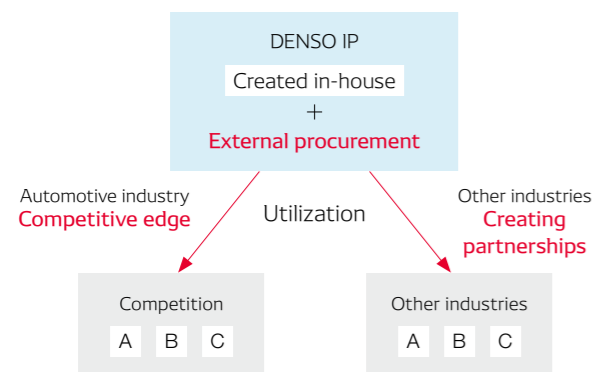 DENSO IP
Created in-house
+
External procurement
Automotive industry
Competitive edge
Utilization
Other industries
Creating
partnerships
Competition
A B C
Other industries
A B C